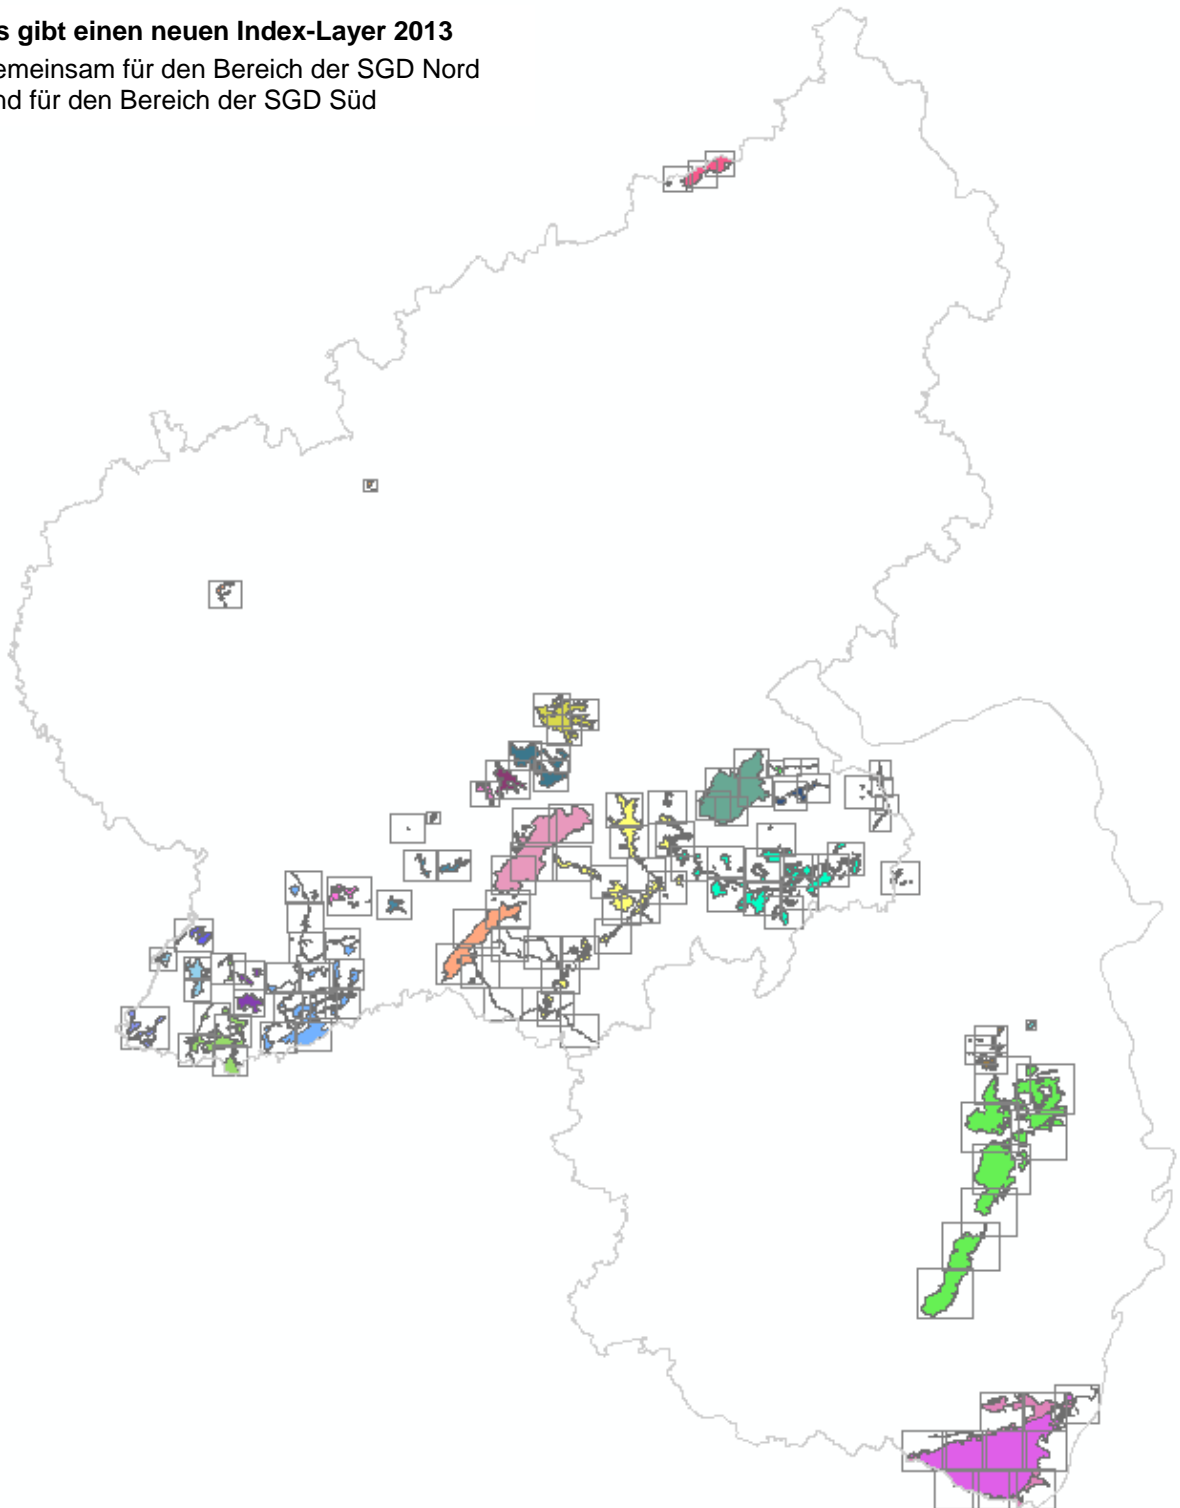 s gibt einen neuen Index-Layer 2013
emeinsam für den Bereich der SGD Nord
nd für den Bereich der SGD Süd